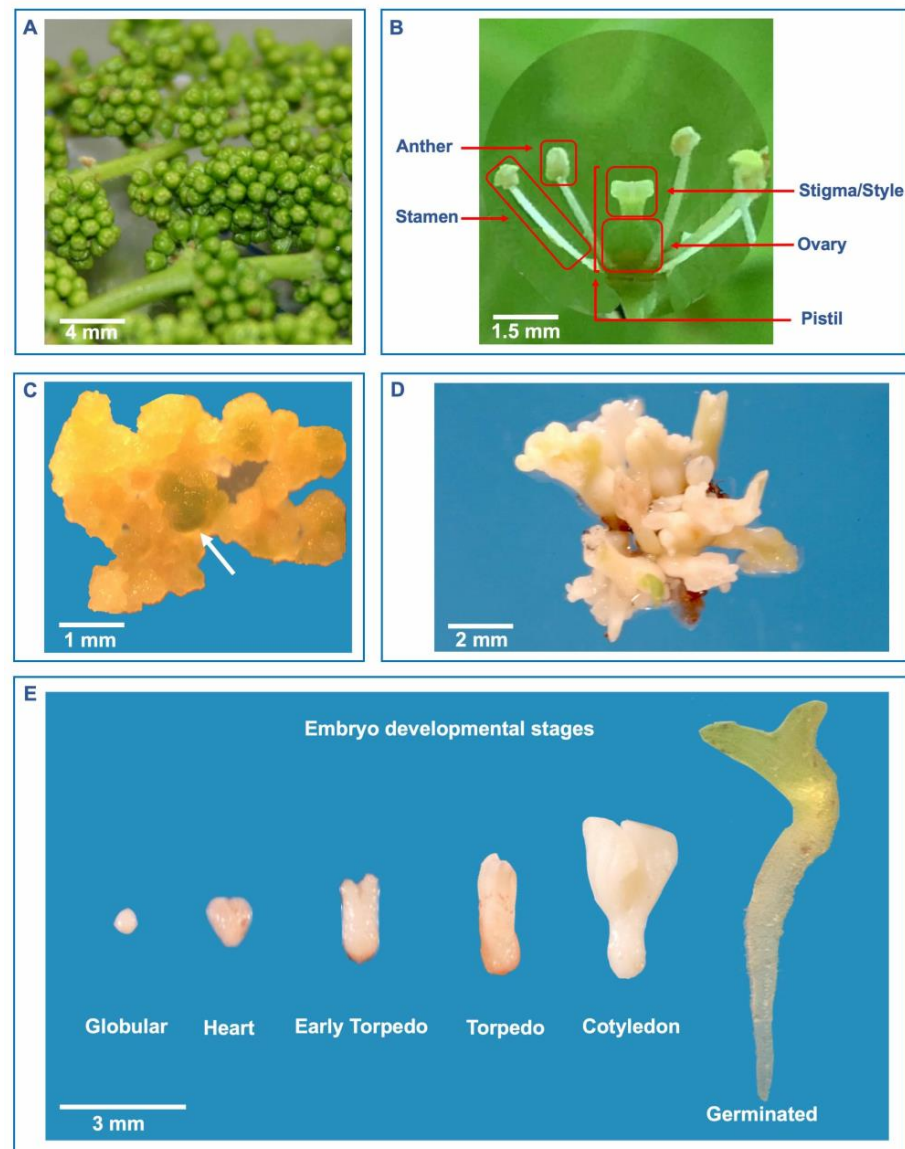 A
4 mm
B
Anther
Stamen
Stigma/Style
Ovary
Pistil
1.5 mm
C
1 mm
D
2 mm
E
Embryo developmental stages
Globular
Heart
Early Torpedo
Torpedo
Cotyledon
Germinated
3 mm